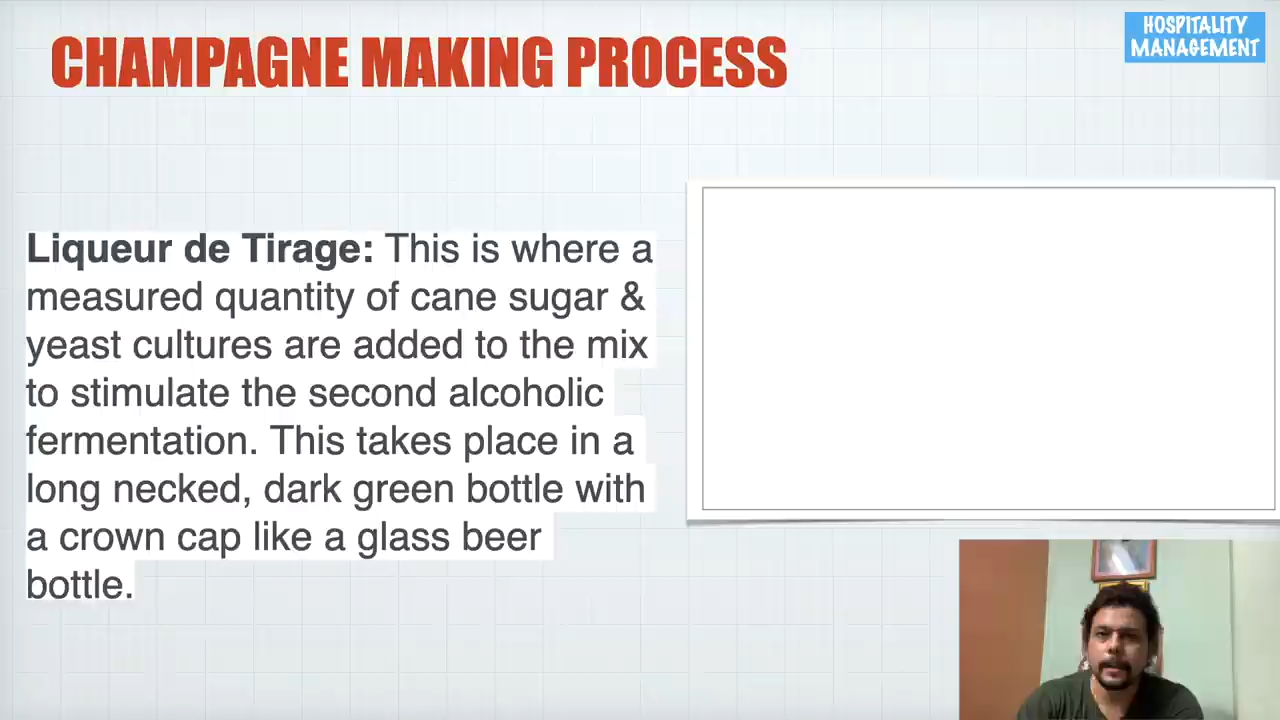 CHAMPAGNE MAKING PROCESS
HOSPITALITY
MANAGEMENT
Liqueur de Tirage: This is where a
measured quantity of cane sugar &
yeast cultures are added to the mix
to stimulate the second alcoholic
fermentation. This takes place in a
long necked, dark green bottle with
a crown cap like a glass beer
bottle.